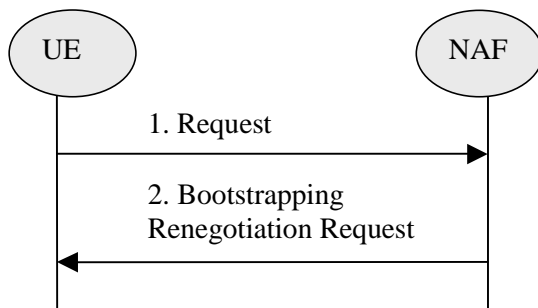 UE
NAF
1. Request
2. Bootstrapping
Renegotiation Request